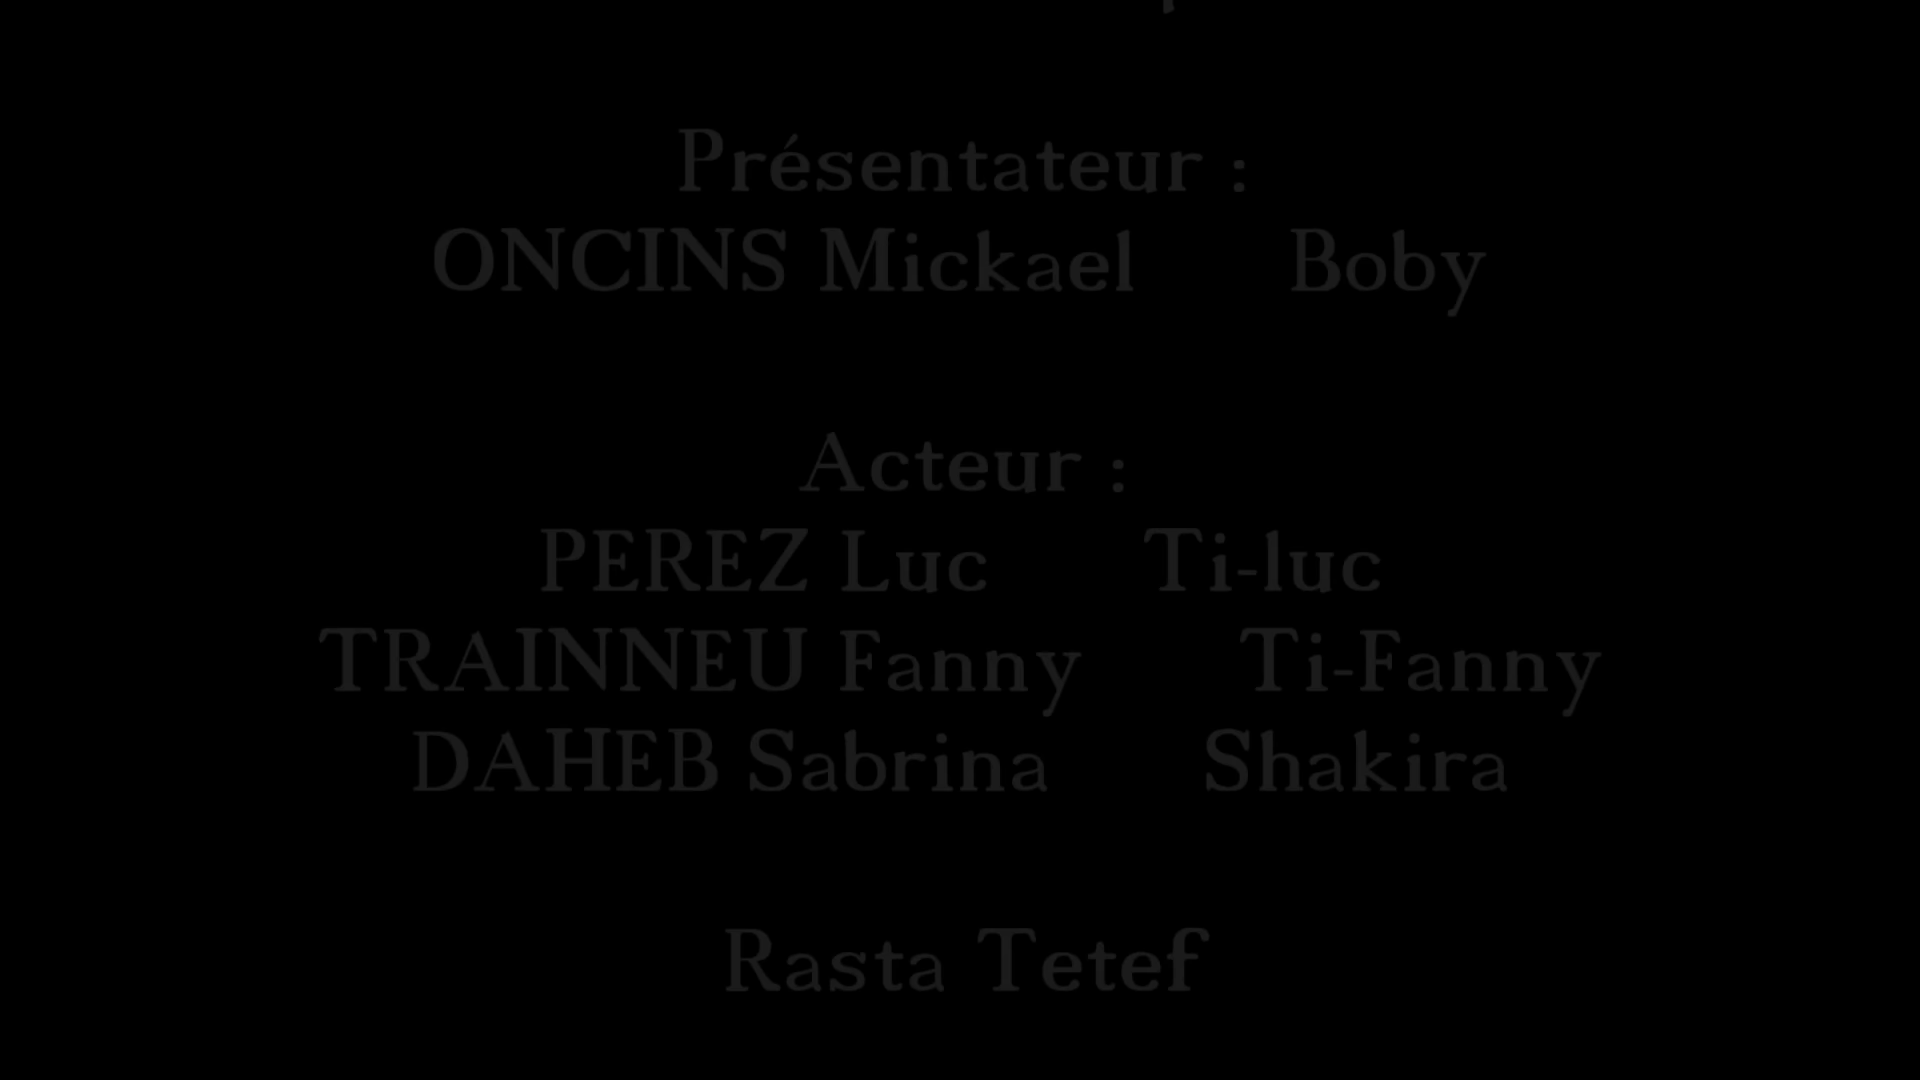 Présentateur :
ONCINS Mickael Boby
Acteur :
PEREZ Luc Ti-luc
TRAINNEU Fanny Ti-Fanny
DAHEB Sabrina Shakira
Rasta Tetef